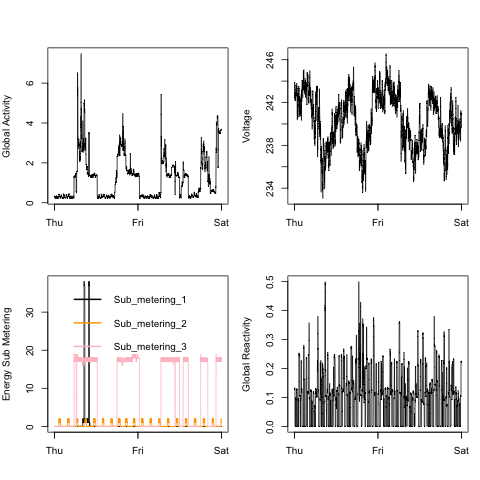 Global Activity
6
4
2
0
Thu Fri Sat
Voltage
246
242
238
234
Thu Fri Sat
Energy Sub Metering
30
20
10
0
Sub_metering_1
Sub_metering_2
Sub_metering_3
Thu Fri Sat
Global Reactivity
0.5
0.4
0.3
0.2
0.1
0.0
Thu Fri Sat